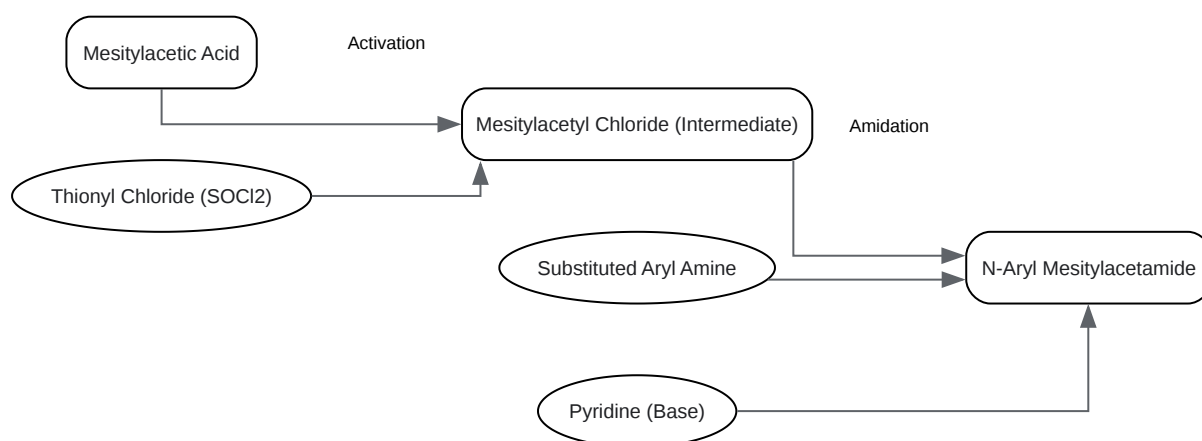 Mesitylacetic Acid
Activation
Mesitylacetyl Chloride (Intermediate)
Amidation
Thionyl Chloride (SOCl2)
Substituted Aryl Amine
N-Aryl Mesitylacetamide
Pyridine (Base)